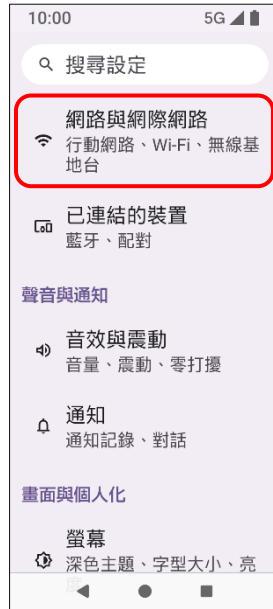 10:00 5G
搜尋設定
網路與網際網路
行動網路、Wi-Fi、無線基
地台
已連結的裝置
藍牙、配對
聲音與通知
音效與震動
音量、震動、零打擾
通知
通知記錄、對話
畫面與個人化
螢幕
深色主題、字型大小、亮
度